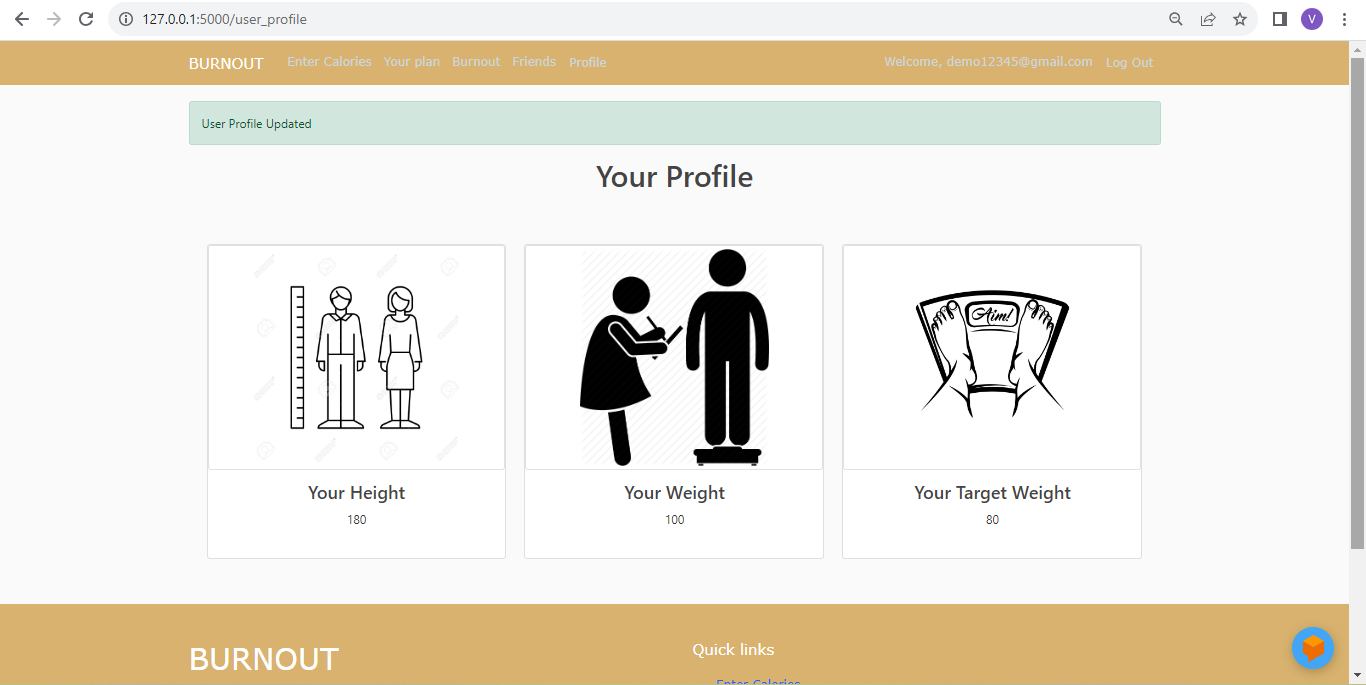 127.0.0.1:5000/user_profile
V
BURNOUT Enter Calories Your plan Burnout Friends Profile Welcome, demo12345@gmail.com Log Out
User Profile Updated
Your Profile
Aim!
Your Height Your Weight Your Target Weight
180 100 80
BURNOUT Quick links
Enter Calories